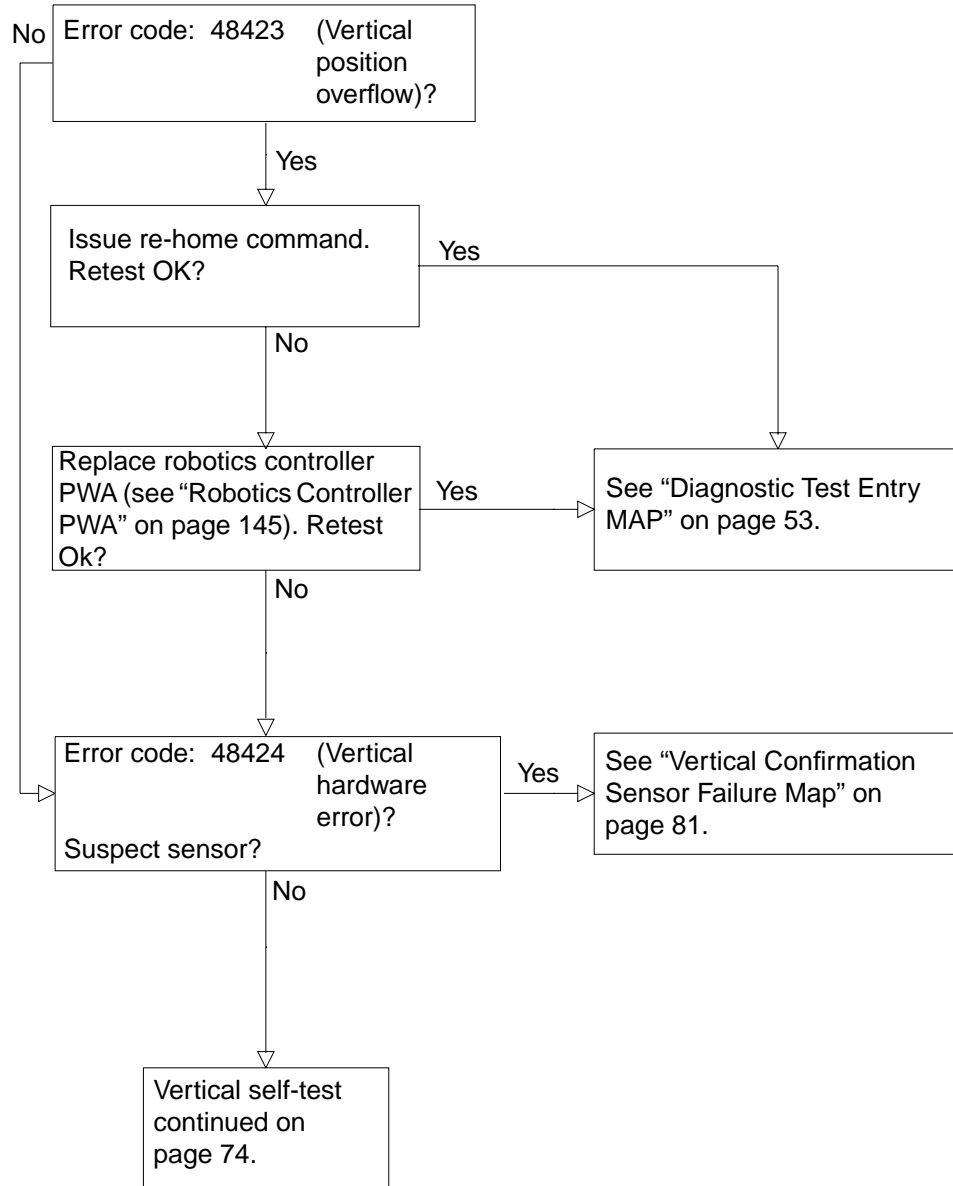 No
Error code: 48423 (Vertical
position
overflow)?
Yes
Issue re-home command.
Retest OK?
Yes
No
Replace robotics controller
PWA (see “Robotics Controller
PWA” on page 145). Retest
Ok?
Yes
See “Diagnostic Test Entry
MAP” on page 53.
No
Error code: 48424 (Vertical
hardware
error)?
Suspect sensor?
Yes
See “Vertical Confirmation
Sensor Failure Map” on
page 81.
No
Vertical self-test
continued on
page 74.